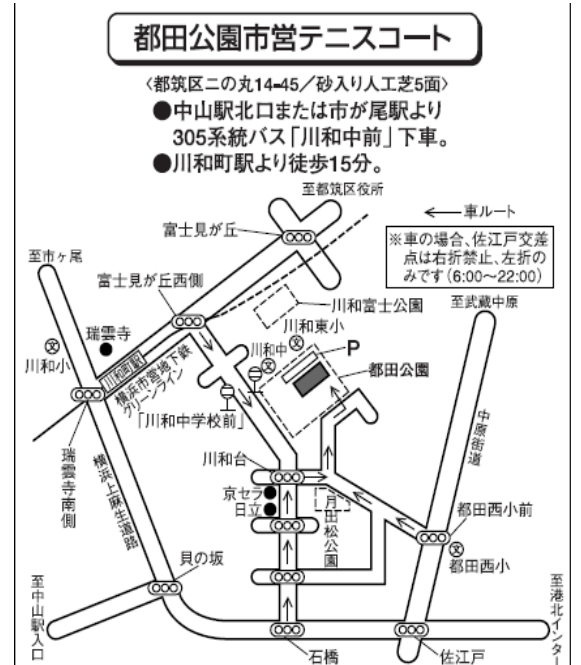 都田公園市営テニスコート
〈都筑区二の丸14-45／砂入り人工芝5面〉
●中山駅北口または市が尾駅より
305系統バス「川和中前」下車。
●川和町駅より徒歩15分。
至都筑区役所
←車ルート
富士見が丘
※車の場合、佐江戸交差
点は右折禁止、左折の
みです(6:00〜22:00)
至市ヶ尾
富士見が丘西側
川和富士公園
至武蔵中原
瑞雲寺
川和東小
文
川和小
川和中
文
文
P
川和町駅
都田公園
横浜市営地下鉄
グリーンライン
「川和中学校前」
中原街道
瑞雲寺南側
横浜上麻生道路
川和台
京セラ
日立
月出松公園
都田西小前
文
都田西小
貝の坂
至中山駅入口
至港北インター
石橋
佐江戸